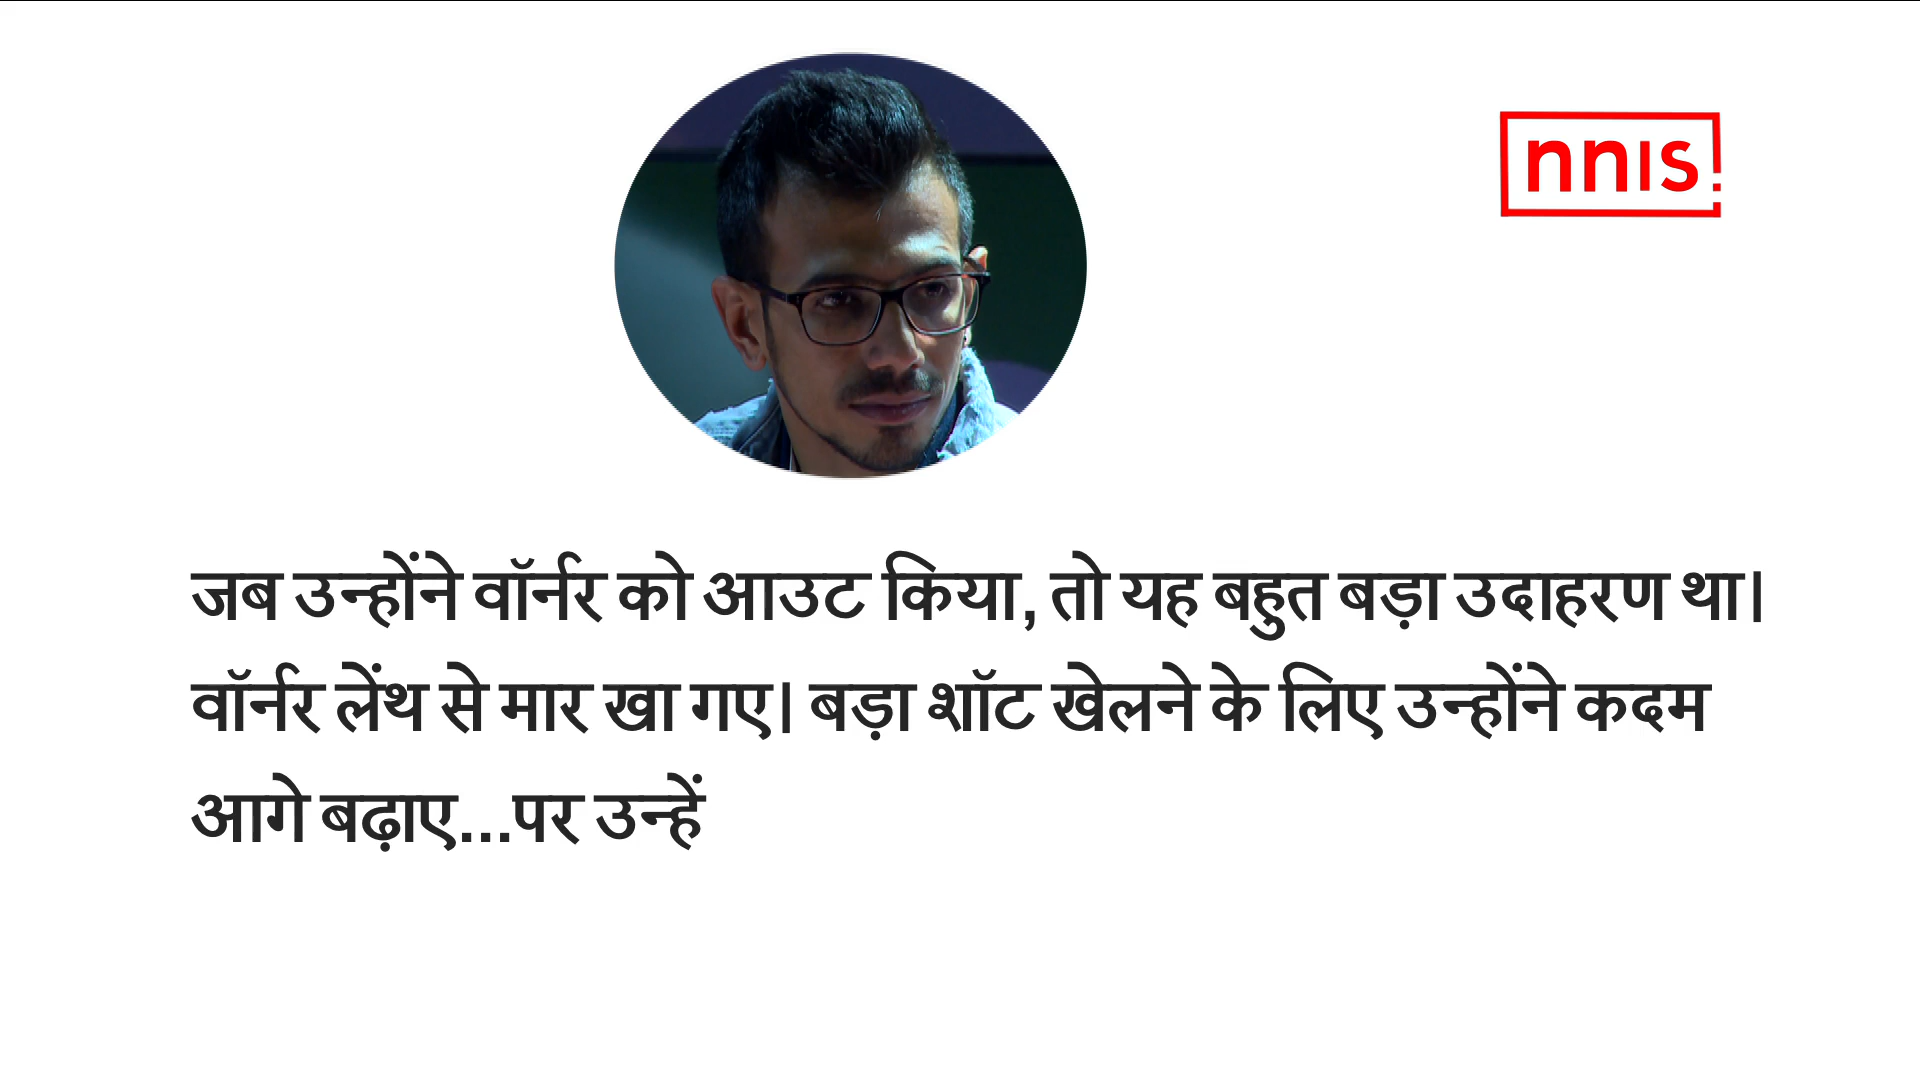 nnis
जब उन्होंने वॉर्नर को आउट किया, तो यह बहुत बड़ा उदाहरण था।
वॉर्नर लेंथ से मार खा गए। बड़ा शॉट खेलने के लिए उन्होंने कदम
आगे बढ़ाए...पर उन्हें